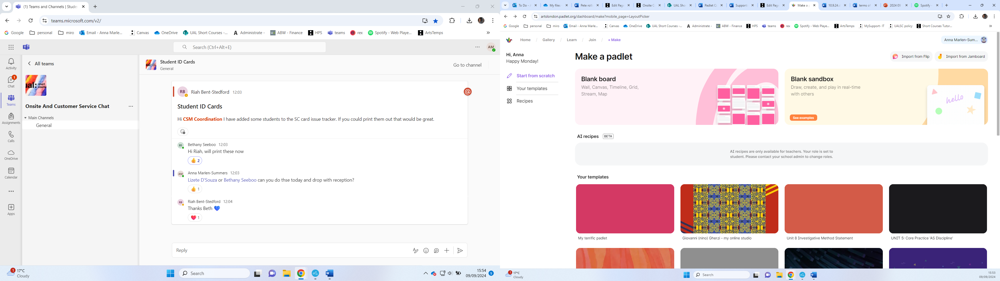 (1) Teams and Channels | Studen
teams.microsoft.com/v2/
Google personal miro Email - Anna Marle... Canvas OneDrive UAL Short Courses -... Administrate - ABW - Finance HPS teams rex Spotify - Web Playe... ArtsTemps
Search (Ctrl+Alt+E)
AM
Activity
1
Chat
Teams
Assignments
Calls
OneDrive
Calendar
Apps
All teams
ual: short
Onsite And Customer Service Chat
Main Channels
General
Student ID Cards
General
Go to channel
RB Riah Bent-Stedford 12:03
Student ID Cards
Hi CSM Coordination I have added some students to the SC card issue tracker. If you could print them out that would be great.
BS Bethany Seeboo 12:03
Hi Riah, will print these now
👍 2
AM Anna Marlen-Summers 12:03
Lizete D'Souza or Bethany Seeboo can you do thse today and drop with reception?
👍 1
RB Riah Bent-Stedford 12:04
Thanks Beth 💙
❤️ 1
Reply
1 17°C
Cloudy
Search
15:54
09/09/2024 9
To Do - A My files Pete rolli Edit Page Onsite C UAL Shor Padlet Q Supporti Edit Page Make a p 10.9.24.d terms of 2024 09 Spotify -
artslondon.padlet.org/dashboard/make?mobile_page=LayoutPicker
Google personal miro Email - Anna Marle... Canvas OneDrive UAL Short Courses -... Administrate - ABW - Finance HPS teams rex Spotify - Web Playe... ArtsTemps MySupport- IT UALSC policy Short Courses Tutor...
Home / Gallery / Learn / Join / + Make
Anna Marlen-Sum...
Hi, Anna
Happy Monday!
Start from scratch
Your templates
Recipes
Make a padlet
Import from Flip
Import from Jamboard
Blank board
Wall, Canvas, Timeline, Grid,
Stream, Map
Blank sandbox
Draw, create, and play in real-time
with others
See examples
hello
AI recipes BETA
AI recipes are only available for teachers. Your role is set to
student. Please contact your school admin to change roles.
Your templates
My terrific padlet
Giovanni (nino) Gherzi - my online studio
Unit 8 Investigative Method Statement
UNIT 5: Core Practice 'AS Discipline'
1 17°C
Cloudy
Search
15:53
09/09/2024